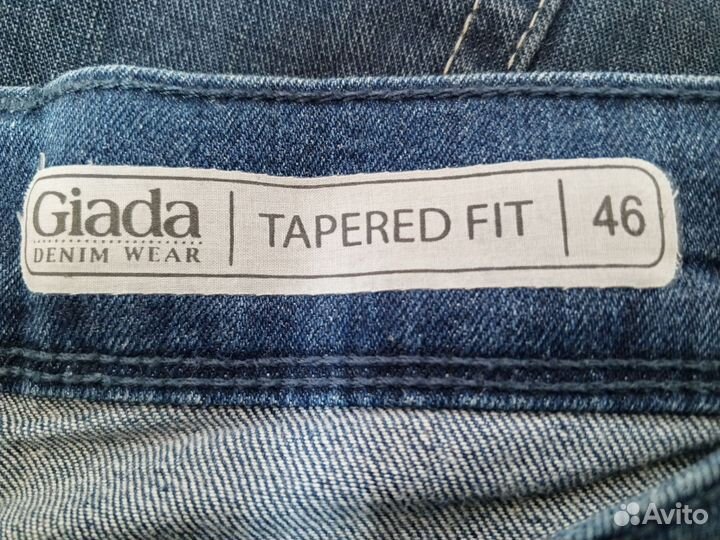 Giada
DENIM WEAR
TAPERED FIT
46
Avito